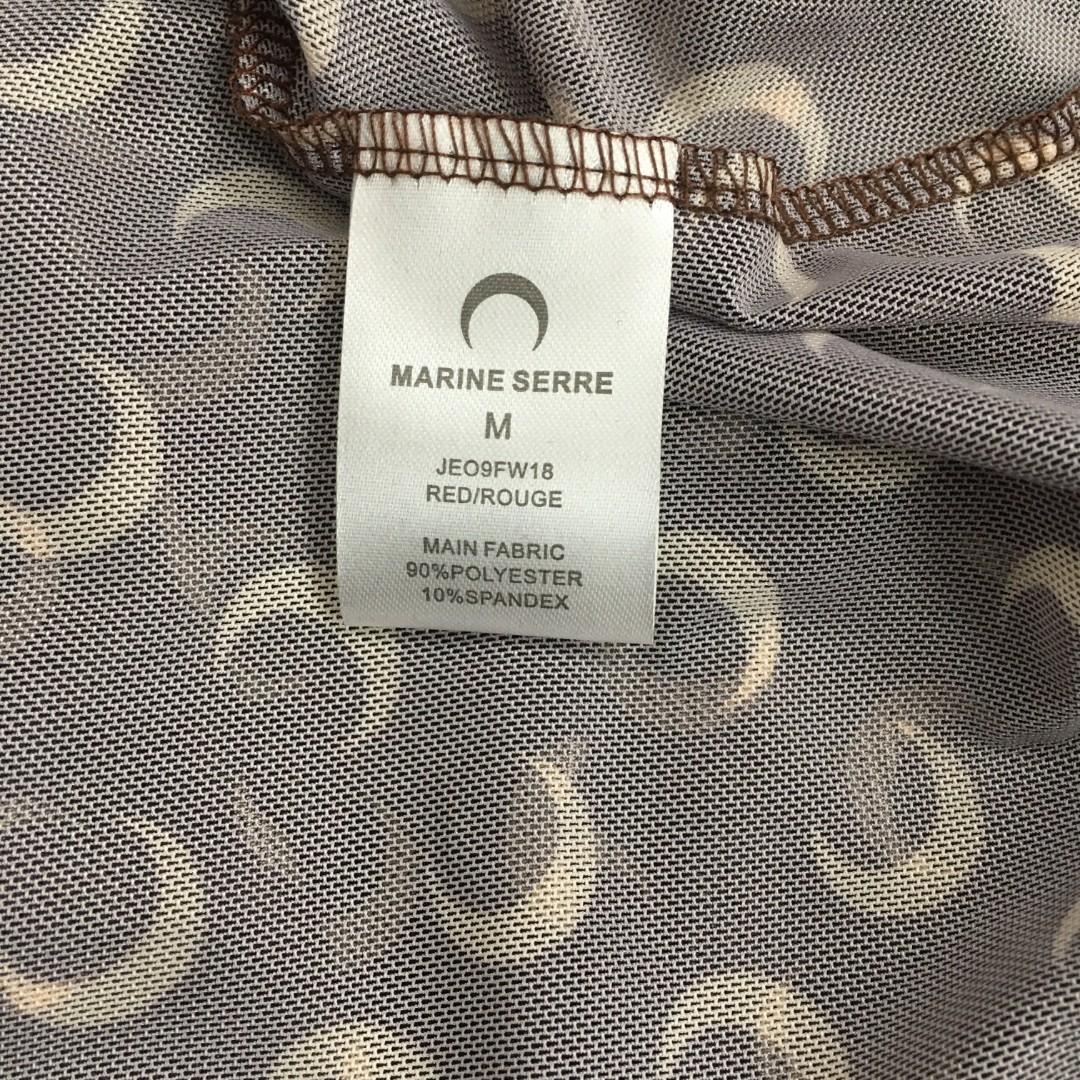 MARINE SERRE
M
JEO9FW18
RED/ROUGE
MAIN FABRIC
90%POLYESTER
10%SPANDEX